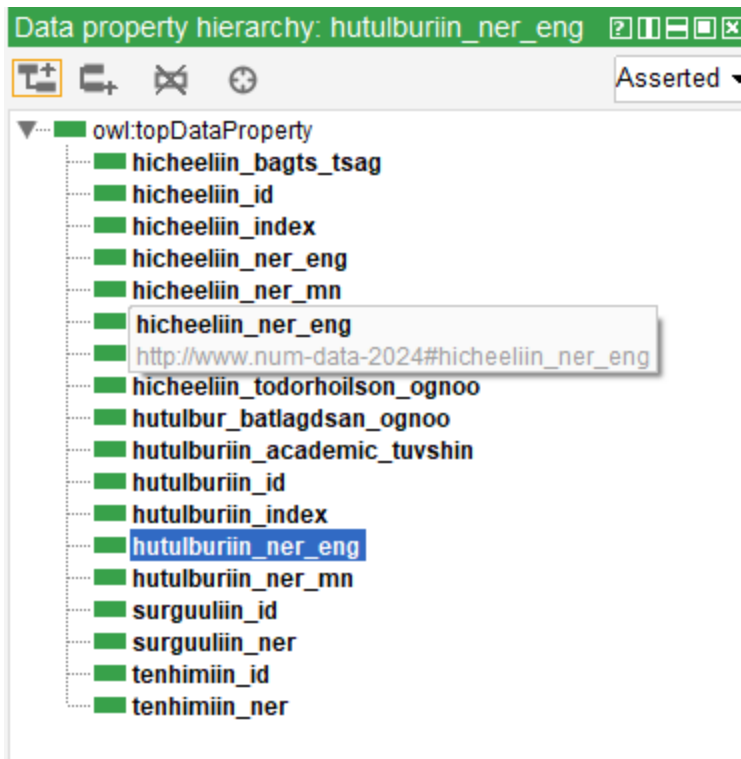 Data property hierarchy: hutulburiin_ner_eng
Asserted
owl:topDataProperty
hicheeliin_bagts_tsag
hicheeliin_id
hicheeliin_index
hicheeliin_ner_eng
hicheeliin_ner_mn
hicheeliin_ner_eng
http://www.num-data-2024#hicheeliin_ner_eng
hicheeliin_todorhoilson_ognoo
hutulbur_batlagdsan_ognoo
hutulburiin_academic_tuvshin
hutulburiin_id
hutulburiin_index
hutulburiin_ner_eng
hutulburiin_ner_mn
surguuliin_id
surguuliin_ner
tenhimiin_id
tenhimiin_ner